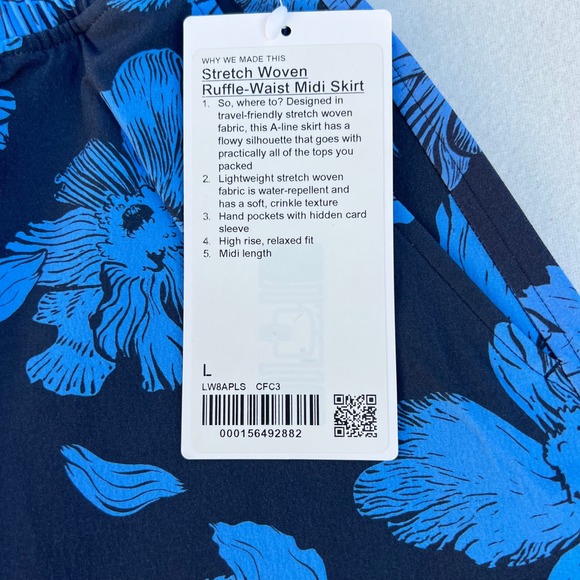 WHY WE MADE THIS
Stretch Woven
Ruffle-Waist Midi Skirt
1. So, where to? Designed in
travel-friendly stretch woven
fabric, this A-line skirt has a
flowy silhouette that goes with
practically all of the tops you
packed
2. Lightweight stretch woven
fabric is water-repellent and
has a soft, crinkle texture
3. Hand pockets with hidden card
sleeve
4. High rise, relaxed fit
5. Midi length
L
LW8APLS CFC3
000156492882